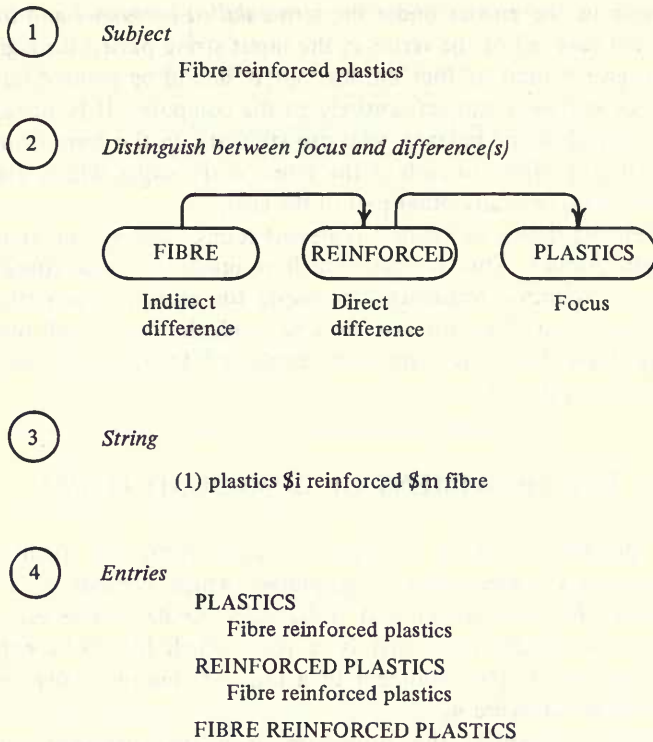 1
Subject
Fibre reinforced plastics
2
Distinguish between focus and difference(s)
FIBRE REINFORCED PLASTICS
Indirect difference
Direct difference
Focus
3
String
(1) plastics $i reinforced $m fibre
4
Entries
PLASTICS
Fibre reinforced plastics
REINFORCED PLASTICS
Fibre reinforced plastics
FIBRE REINFORCED PLASTICS